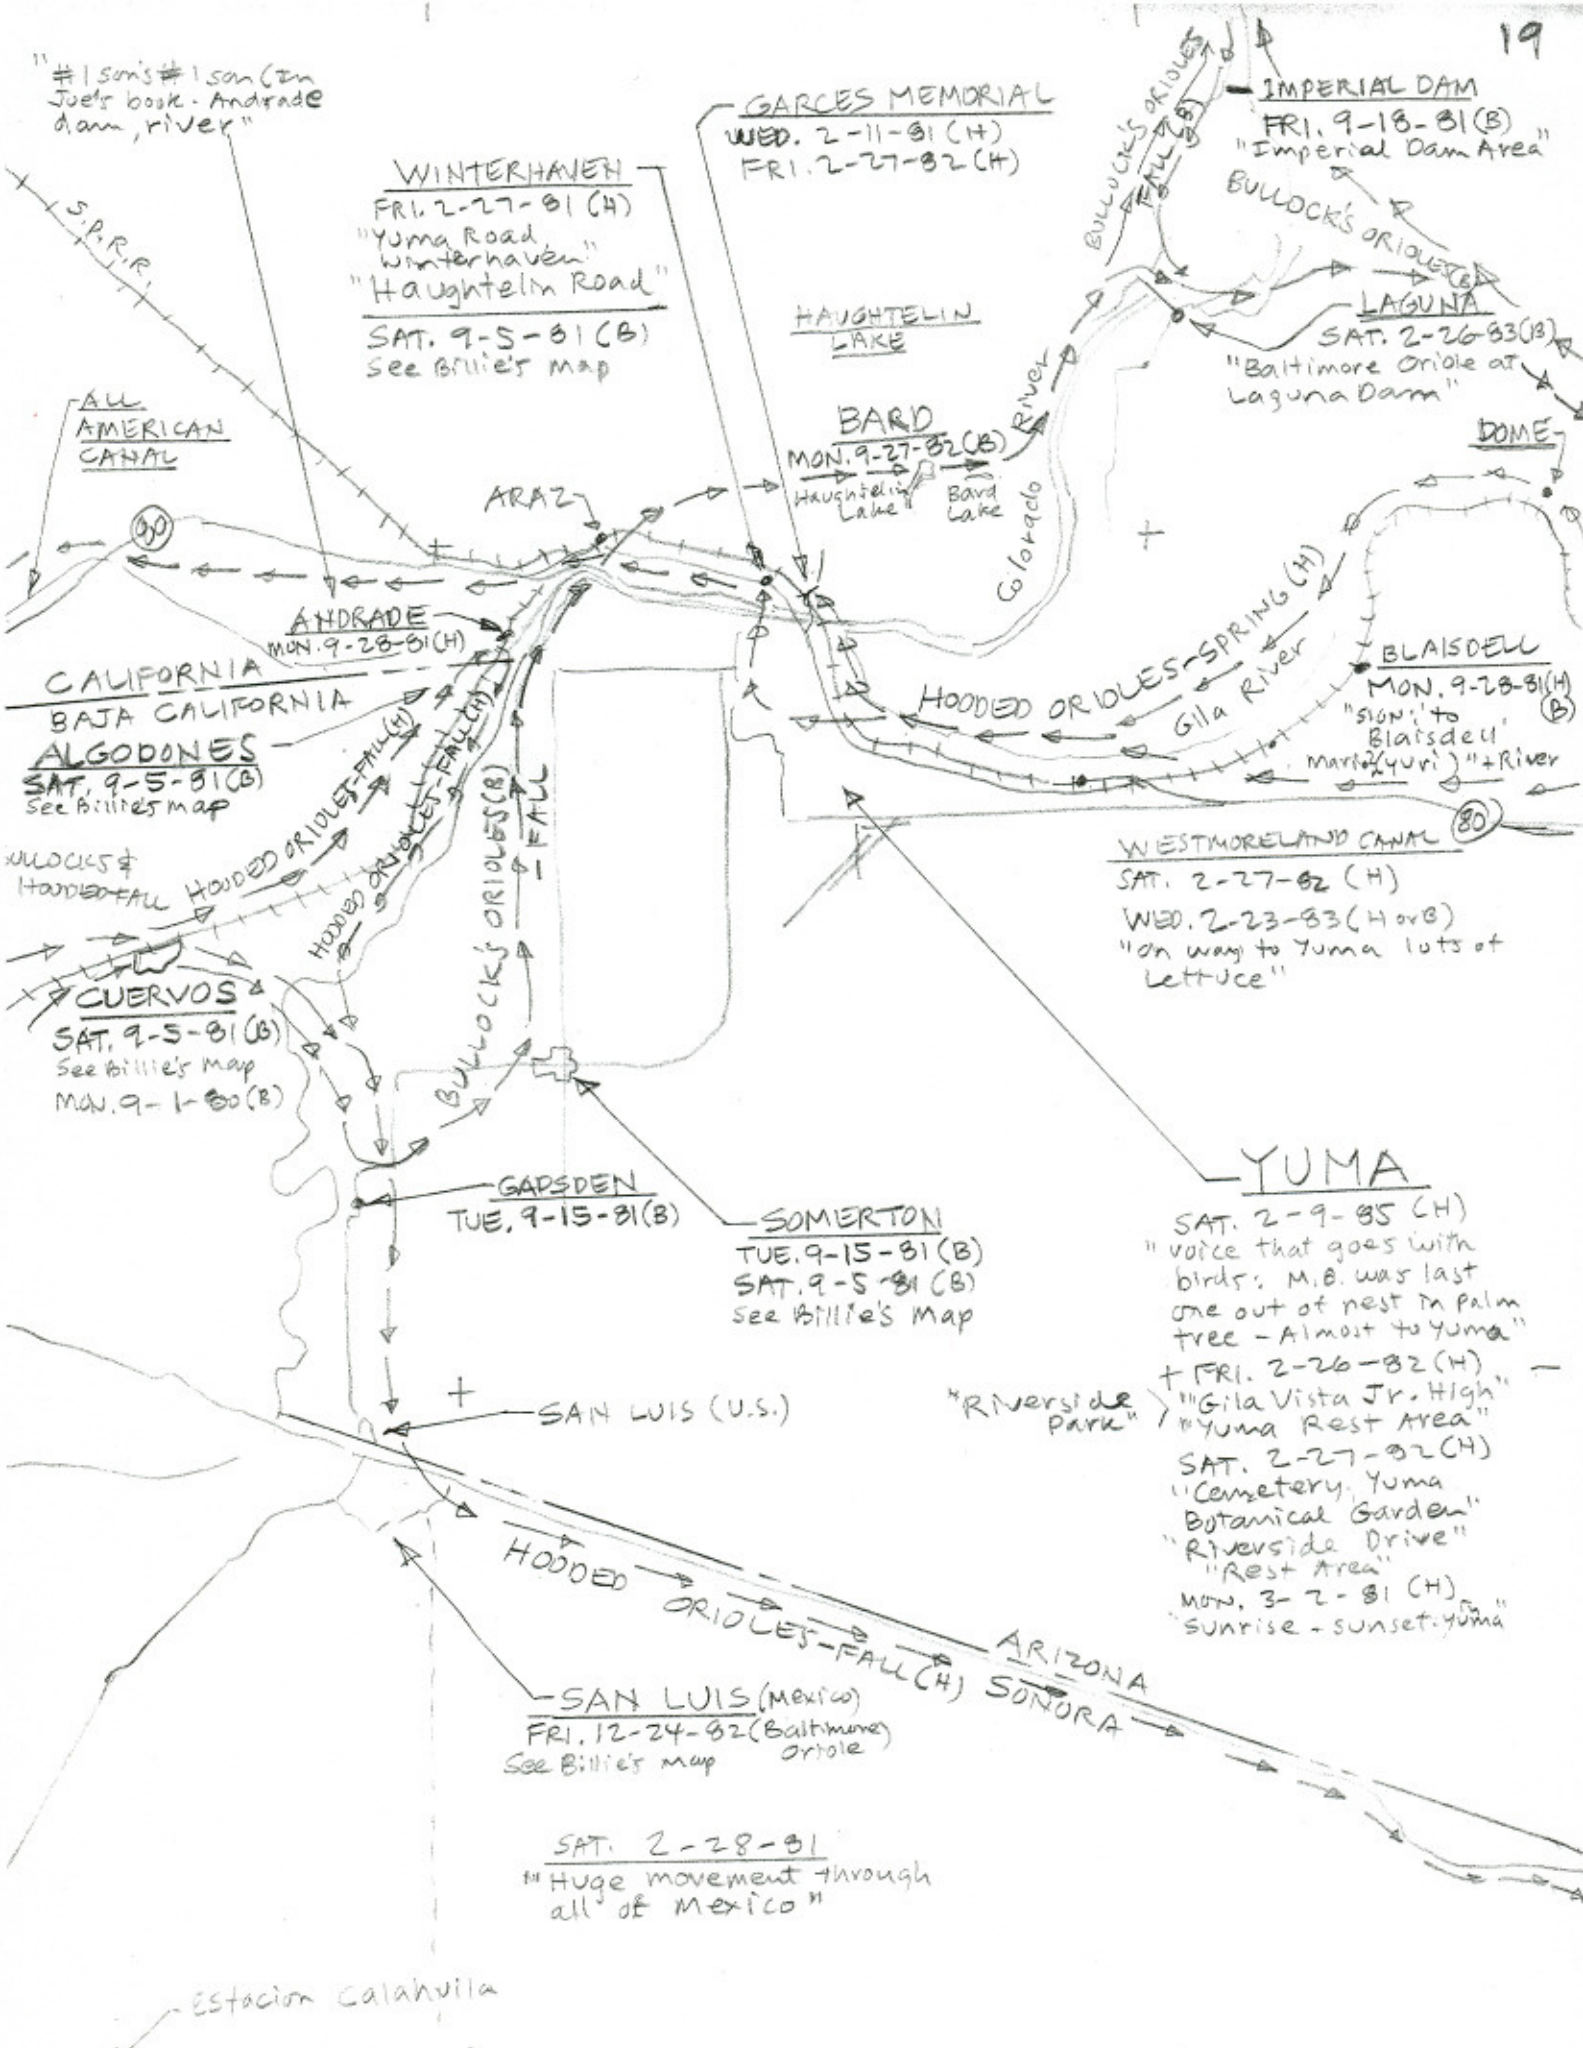 19
"#1 son's #1 son (In
Joe's book - Andrade
dam, river"
S.P.R.R.
WINTERHAVEN
FRI. 2-27-81 (H)
"Yuma Road,
Winterhaven"
"Haughtelin Road"
SAT. 9-5-81 (B)
See Billie's Map
GARCES MEMORIAL
WED. 2-11-81 (H)
FRI. 2-27-82 (H)
BULLOCK'S ORIOLES
FALL (B)
IMPERIAL DAM
FRI. 9-18-81 (B)
"Imperial Dam Area"
BULLOCK'S ORIOLES (B)
LAGUNA
SAT. 2-26-83 (B)
"Baltimore Oriole at
Laguna Dam"
HAUGHTELIN
LAKE
BARD
MON. 9-27-82 (B)
Haughtelin
Lake
Bard
Lake
Colorado River
DOME
ALL
AMERICAN
CANAL
80
ARAZ
ANDRADE
MON. 9-28-81 (H)
CALIFORNIA
BAJA CALIFORNIA
ALGODONES
SAT. 9-5-81 (B)
See Billie's Map
HOODED ORIOLES-SPRING (H)
Gila River
BLAISDELL
MON. 9-28-81 (H)
(B)
"sign: 'to
Blaisdell'
(Yuri)" + River
80
WESTMORELAND CANAL
SAT. 2-27-82 (H)
WED. 2-23-83 (H or B)
"On way to Yuma lots of
Lettuce"
HOODED ORIOLES-FALL (H)
HOODED ORIOLES-FALL (H)
BULLOCK'S ORIOLES (B)
-FALL
ULLOCKS &
HOODED FALL
CUERVOS
SAT. 9-5-81 (B)
See Billie's Map
MON. 9-1-80 (B)
GADSDEN
TUE. 9-15-81 (B)
SOMERTON
TUE. 9-15-81 (B)
SAT. 9-5-81 (B)
See Billie's Map
YUMA
SAT. 2-9-85 (H)
"voice that goes with
birds: M.B. was last
one out of nest in palm
tree - Almost to Yuma"
+ FRI. 2-26-82 (H) -
"Riverside
Park"
"Gila Vista Jr. High"
"Yuma Rest Area"
SAT. 2-27-82 (H)
"Cemetery, Yuma
Botanical Garden"
"Riverside Drive"
"Rest Area"
MON. 3-2-81 (H)
"Sunrise - sunset in Yuma"
SAN LUIS (U.S.)
HOODED ORIOLES-FALL (H)
ARIZONA
SONORA
SAN LUIS (Mexico)
FRI. 12-24-82 (Baltimore)
Oriole
See Billie's Map
SAT. 2-28-81
"Huge movement through
all of Mexico"
Estacion Calahuila